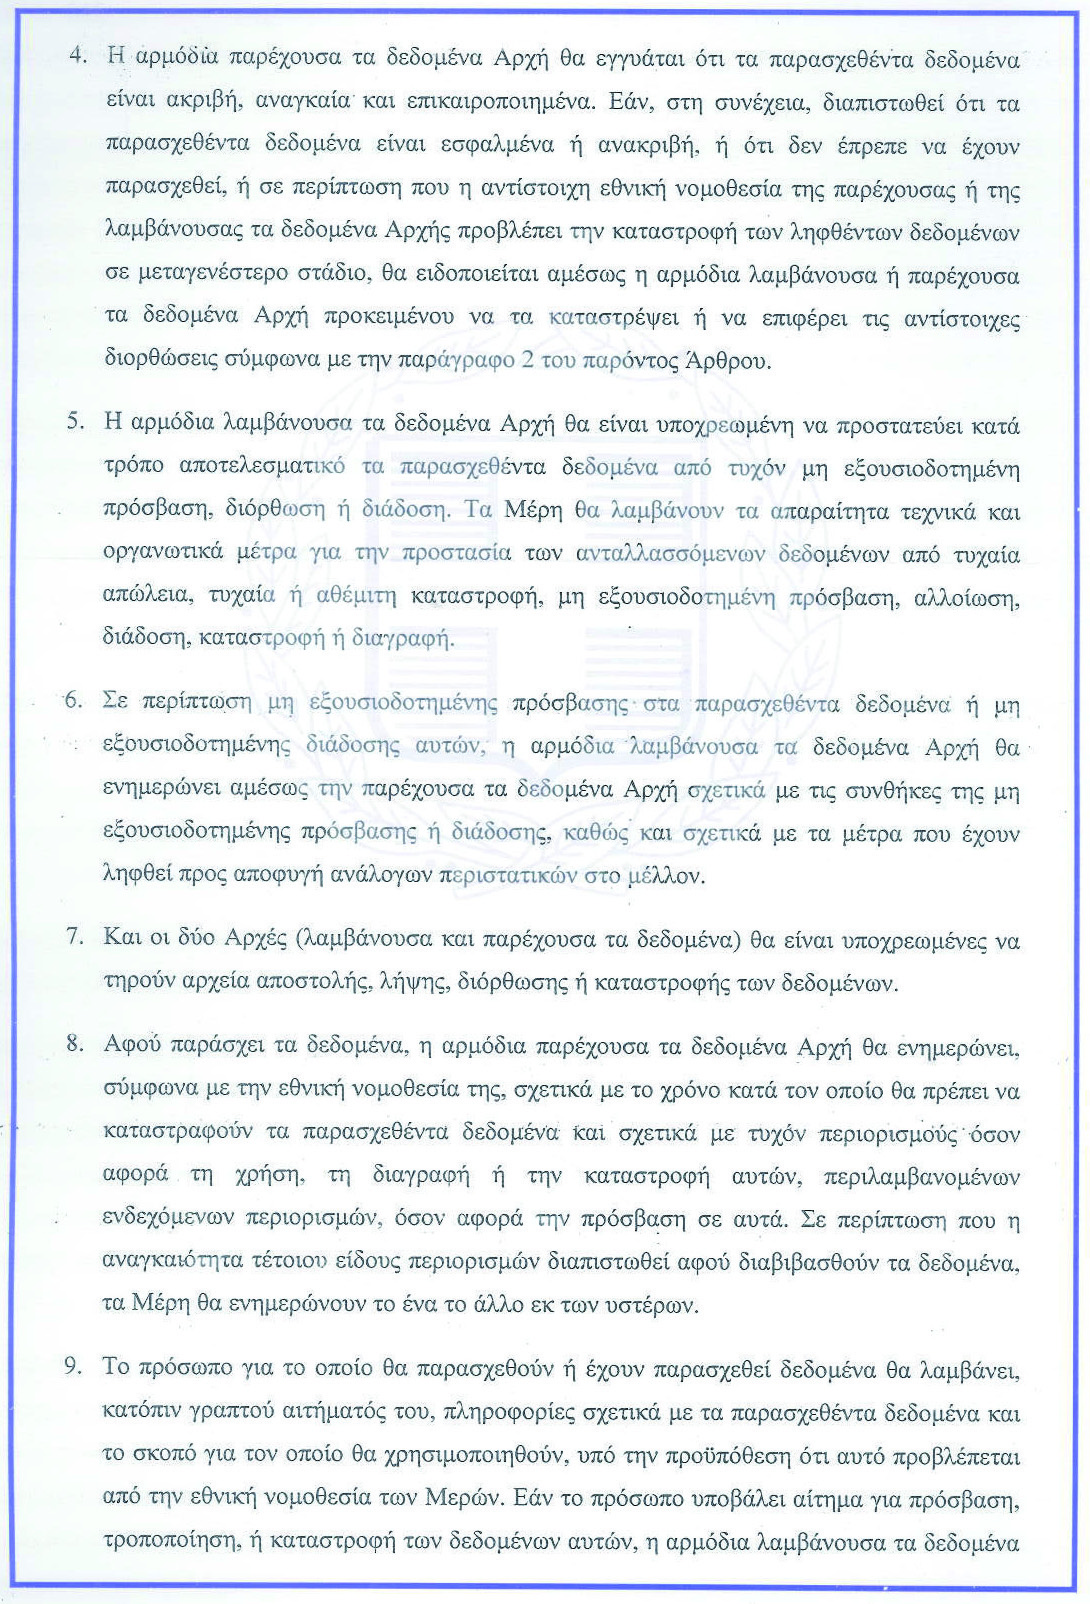 4. Η αρμόδια παρέχουσα τα δεδομένα Αρχή θα εγγυάται ότι τα παρασχεθέντα δεδομένα
είναι ακριβή, αναγκαία και επικαιροποιημένα. Εάν, στη συνέχεια, διαπιστωθεί ότι τα
παρασχεθέντα δεδομένα είναι εσφαλμένα ή ανακριβή, ή ότι δεν έπρεπε να έχουν
παρασχεθεί, ή σε περίπτωση που η αντίστοιχη εθνική νομοθεσία της παρέχουσας ή της
λαμβάνουσας τα δεδομένα Αρχής προβλέπει την καταστροφή των ληφθέντων δεδομένων
σε μεταγενέστερο στάδιο, θα ειδοποιείται αμέσως η αρμόδια λαμβάνουσα ή παρέχουσα
τα δεδομένα Αρχή προκειμένου να τα καταστρέψει ή να επιφέρει τις αντίστοιχες
διορθώσεις σύμφωνα με την παράγραφο 2 του παρόντος Άρθρου.
5. Η αρμόδια λαμβάνουσα τα δεδομένα Αρχή θα είναι υποχρεωμένη να προστατεύει κατά
τρόπο αποτελεσματικό τα παρασχεθέντα δεδομένα από τυχόν μη εξουσιοδοτημένη
πρόσβαση, διόρθωση ή διάδοση. Τα Μέρη θα λαμβάνουν τα απαραίτητα τεχνικά και
οργανωτικά μέτρα για την προστασία των ανταλλασσόμενων δεδομένων από τυχαία
απώλεια, τυχαία ή αθέμιτη καταστροφή, μη εξουσιοδοτημένη πρόσβαση, αλλοίωση,
διάδοση, καταστροφή ή διαγραφή.
6. Σε περίπτωση μη εξουσιοδοτημένης πρόσβασης στα παρασχεθέντα δεδομένα ή μη
εξουσιοδοτημένης διάδοσης αυτών, η αρμόδια λαμβάνουσα τα δεδομένα Αρχή θα
ενημερώνει αμέσως την παρέχουσα τα δεδομένα Αρχή σχετικά με τις συνθήκες της μη
εξουσιοδοτημένης πρόσβασης ή διάδοσης, καθώς και σχετικά με τα μέτρα που έχουν
ληφθεί προς αποφυγή ανάλογων περιστατικών στο μέλλον.
7. Και οι δύο Αρχές (λαμβάνουσα και παρέχουσα τα δεδομένα) θα είναι υποχρεωμένες να
τηρούν αρχεία αποστολής, λήψης, διόρθωσης ή καταστροφής των δεδομένων.
8. Αφού παράσχει τα δεδομένα, η αρμόδια παρέχουσα τα δεδομένα Αρχή θα ενημερώνει,
σύμφωνα με την εθνική νομοθεσία της, σχετικά με το χρόνο κατά τον οποίο θα πρέπει να
καταστραφούν τα παρασχεθέντα δεδομένα και σχετικά με τυχόν περιορισμούς όσον
αφορά τη χρήση, τη διαγραφή ή την καταστροφή αυτών, περιλαμβανομένων
ενδεχόμενων περιορισμών, όσον αφορά την πρόσβαση σε αυτά. Σε περίπτωση που η
αναγκαιότητα τέτοιου είδους περιορισμών διαπιστωθεί αφού διαβιβασθούν τα δεδομένα,
τα Μέρη θα ενημερώνουν το ένα το άλλο εκ των υστέρων.
9. Το πρόσωπο για το οποίο θα παρασχεθούν ή έχουν παρασχεθεί δεδομένα θα λαμβάνει,
κατόπιν γραπτού αιτήματός του, πληροφορίες σχετικά με τα παρασχεθέντα δεδομένα και
το σκοπό για τον οποίο θα χρησιμοποιηθούν, υπό την προϋπόθεση ότι αυτό προβλέπεται
από την εθνική νομοθεσία των Μερών. Εάν το πρόσωπο υποβάλει αίτημα για πρόσβαση,
τροποποίηση, ή καταστροφή των δεδομένων αυτών, η αρμόδια λαμβάνουσα τα δεδομένα